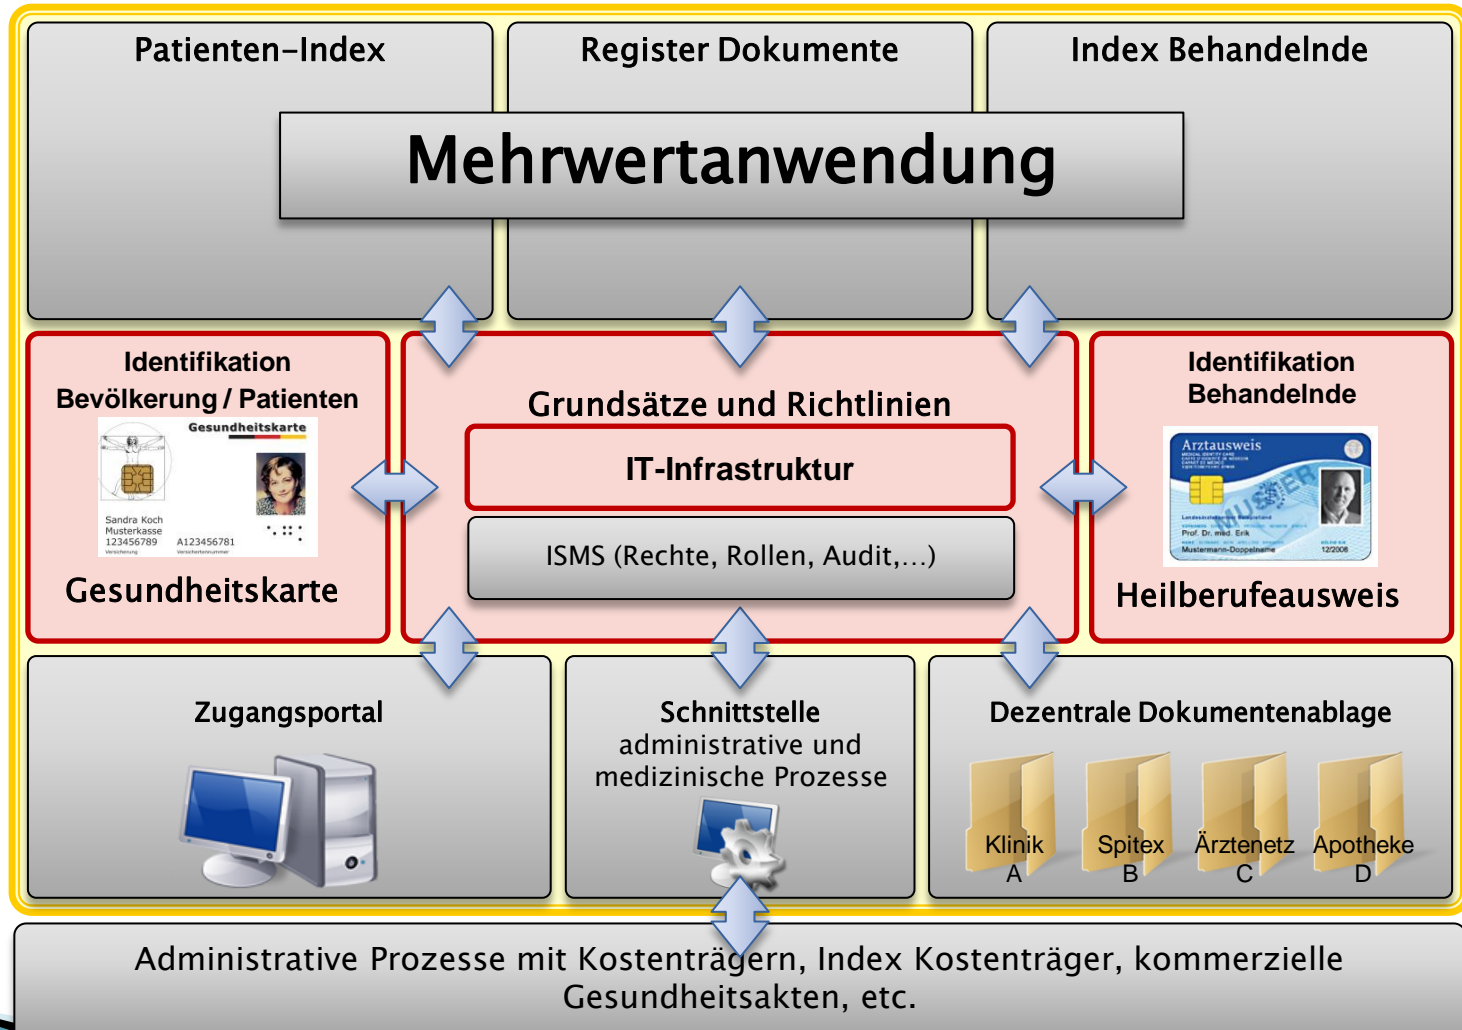 Patienten-Index
Register Dokumente
Index Behandelnde
Mehrwertanwendung
Identifikation
Bevölkerung / Patienten
Gesundheitskarte
Sandra Koch
Musterkasse
123456789
A123456781
Versicherung
Versichertennummer
Gesundheitskarte
Grundsätze und Richtlinien
IT-Infrastruktur
ISMS (Rechte, Rollen, Audit,...)
Identifikation
Behandelnde
Arztausweis
MUSTER
Prof. Dr. med. Erik
Mustermann-Doppelname
12/2006
Heilberufeausweis
Zugangsportal
Schnittstelle
administrative und
medizinische Prozesse
Dezentrale Dokumentenablage
Klinik
A
Spitex
B
Ärztenetz
C
Apotheke
D
Administrative Prozesse mit Kostenträgern, Index Kostenträger, kommerzielle
Gesundheitsakten, etc.